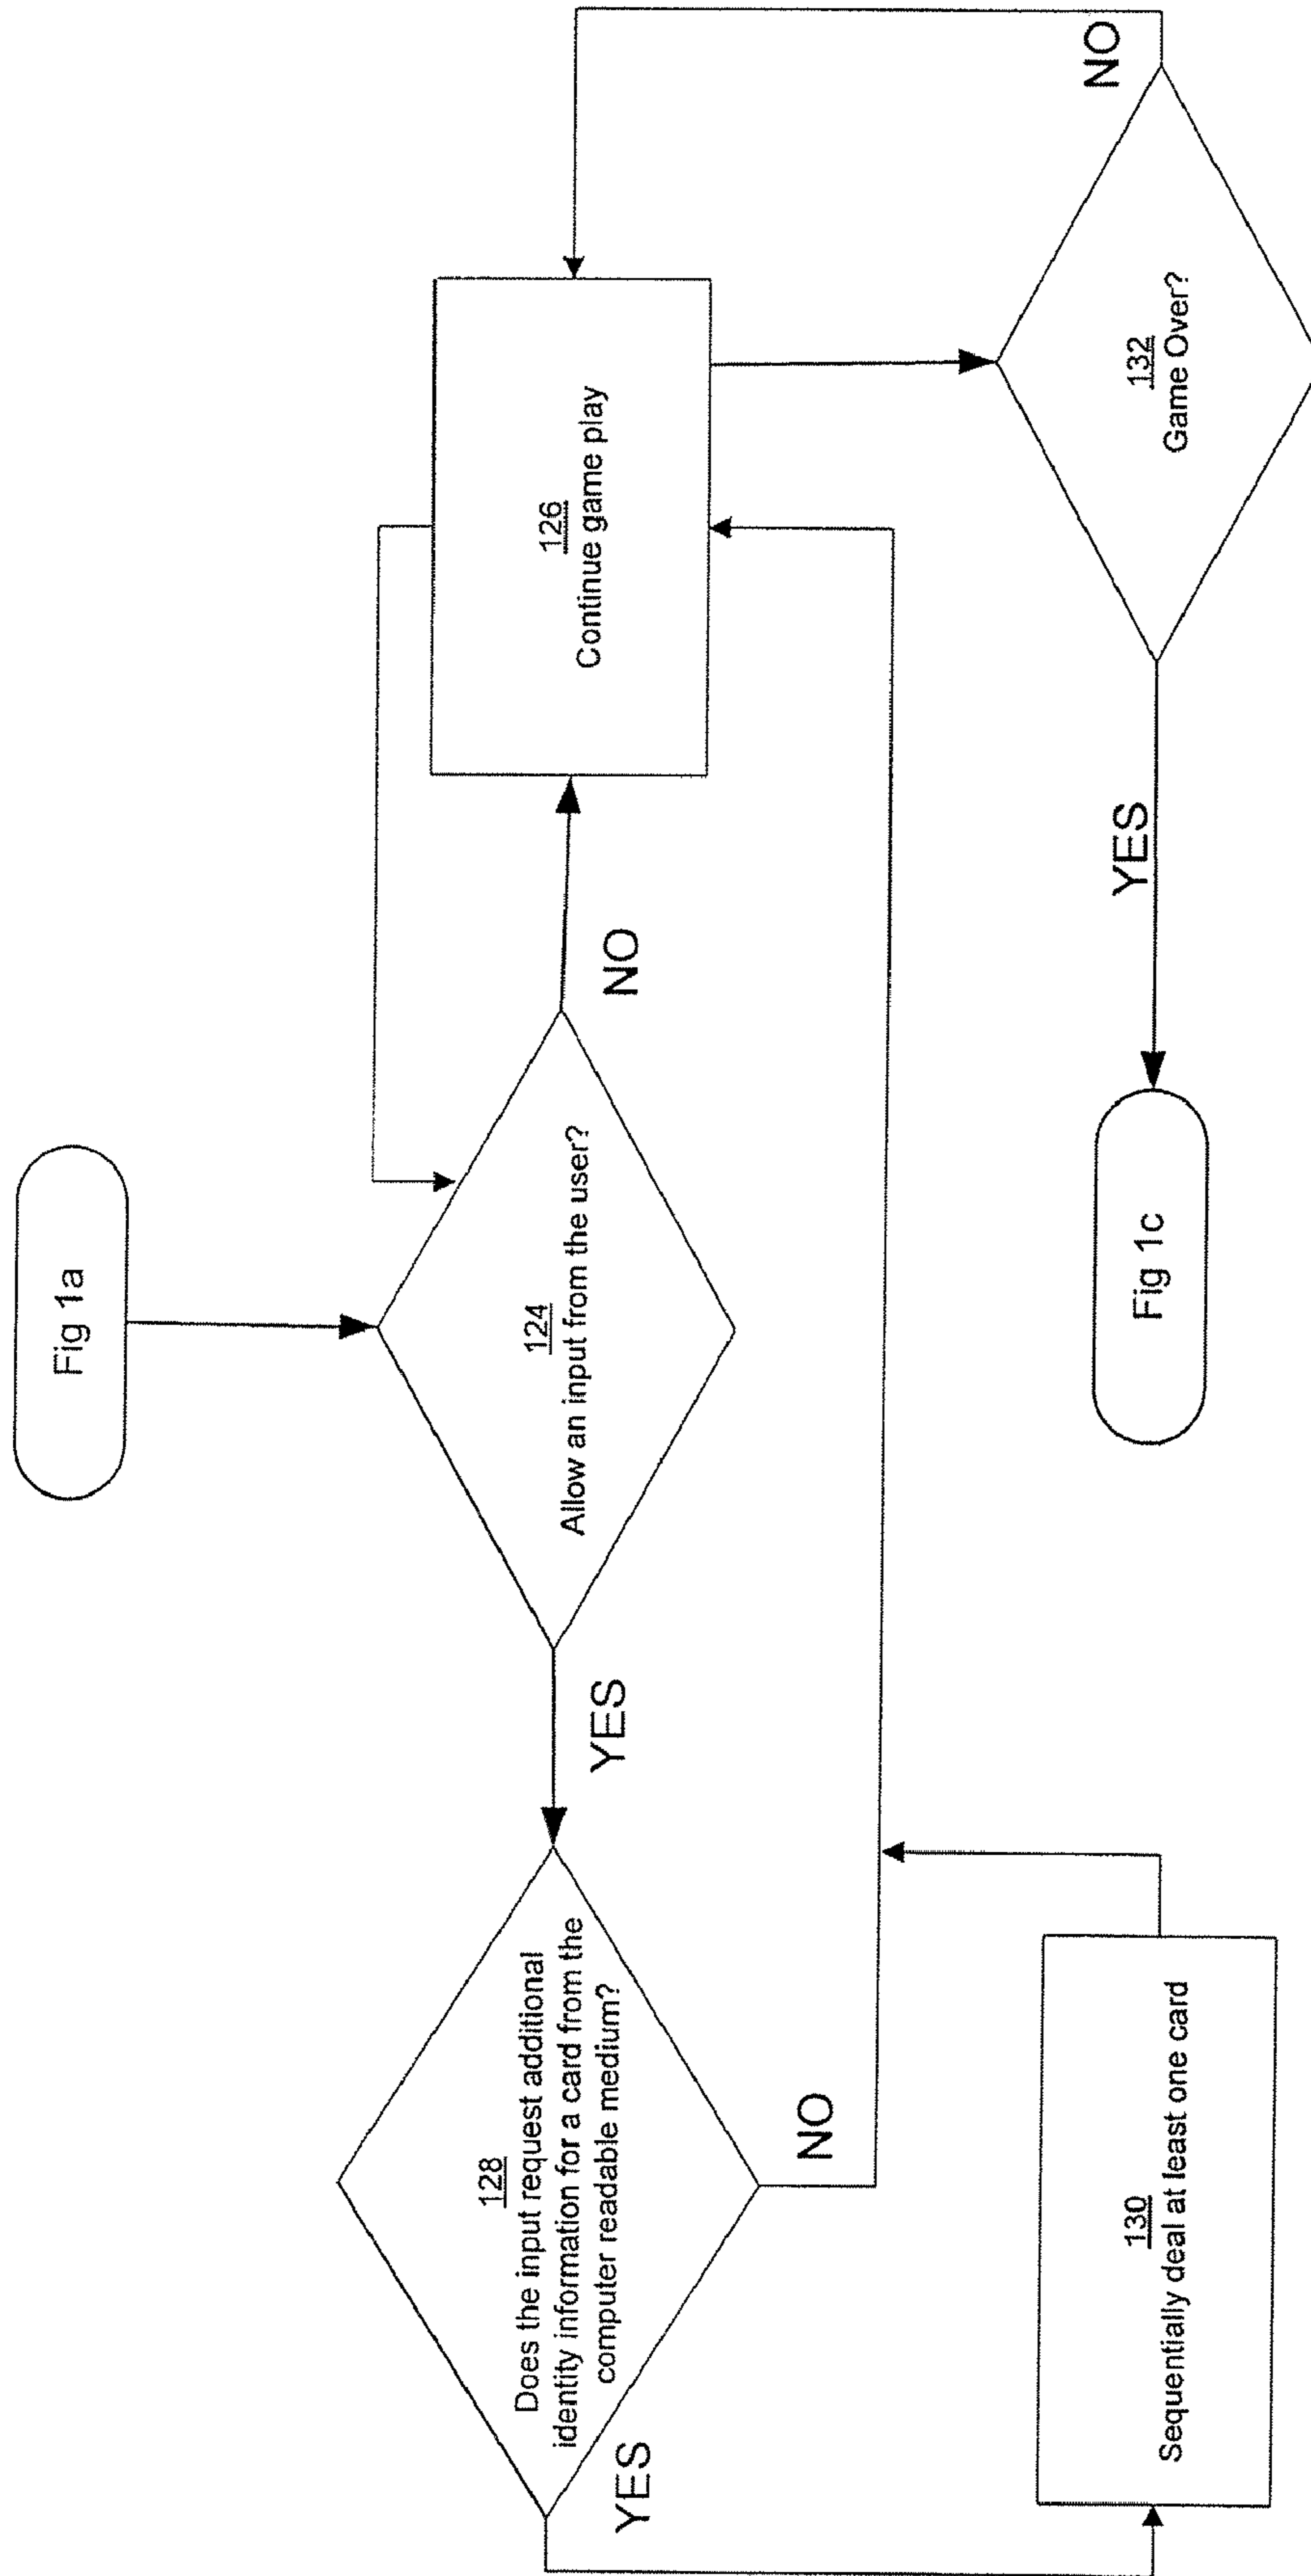 Fig 1a
124
Allow an input from the user?
YES
NO
128
Does the input request additional
identity information for a card from the
computer readable medium?
YES
NO
126
Continue game play
130
Sequentially deal at least one card
132
Game Over?
YES
NO
Fig 1c